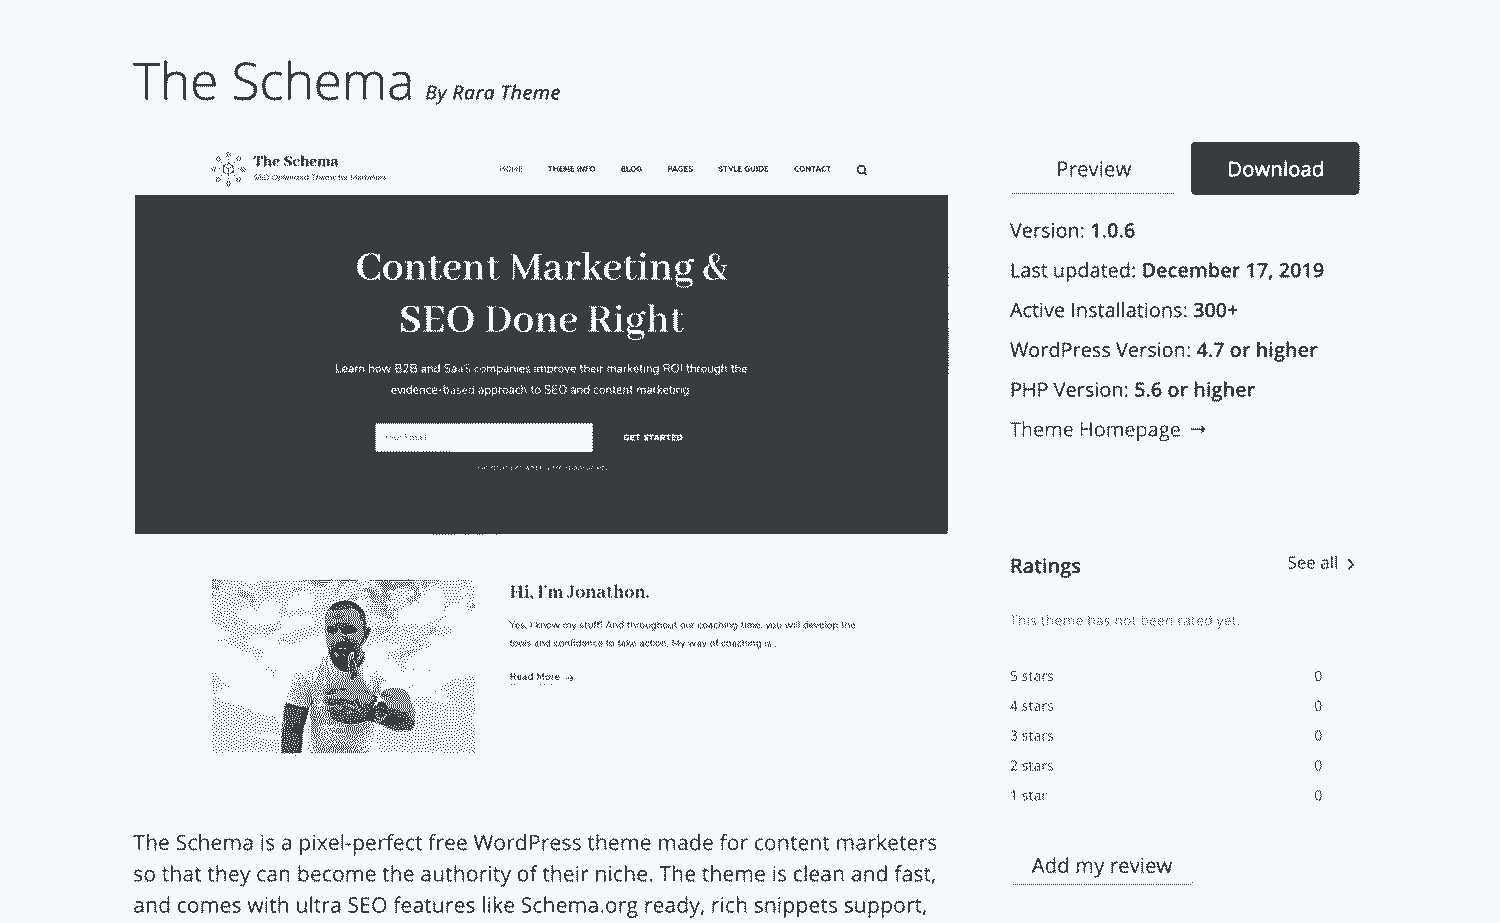 The Schema By Rara Theme
The Schema
SEO Optimized Theme for Marketers
HOME THEME INFO BLOG PAGES STYLE GUIDE CONTACT
Preview Download
Content Marketing &
SEO Done Right
Learn how B2B and SaaS companies improve their marketing ROI through the
evidence-based approach to SEO and content marketing
Your Email
GET STARTED
Version: 1.0.6
Last updated: December 17, 2019
Active Installations: 300+
WordPress Version: 4.7 or higher
PHP Version: 5.6 or higher
Theme Homepage →
Hi, I'm Jonathon.
Yes, I know my stuff! And throughout our coaching time, you will develop the
tools and confidence to take action. My way of coaching is
Read More →
Ratings See all >
This theme has not been rated yet.
5 stars 0
4 stars 0
3 stars 0
2 stars 0
1 star 0
Add my review
The Schema is a pixel-perfect free WordPress theme made for content marketers
so that they can become the authority of their niche. The theme is clean and fast,
and comes with ultra SEO features like Schema.org ready, rich snippets support,